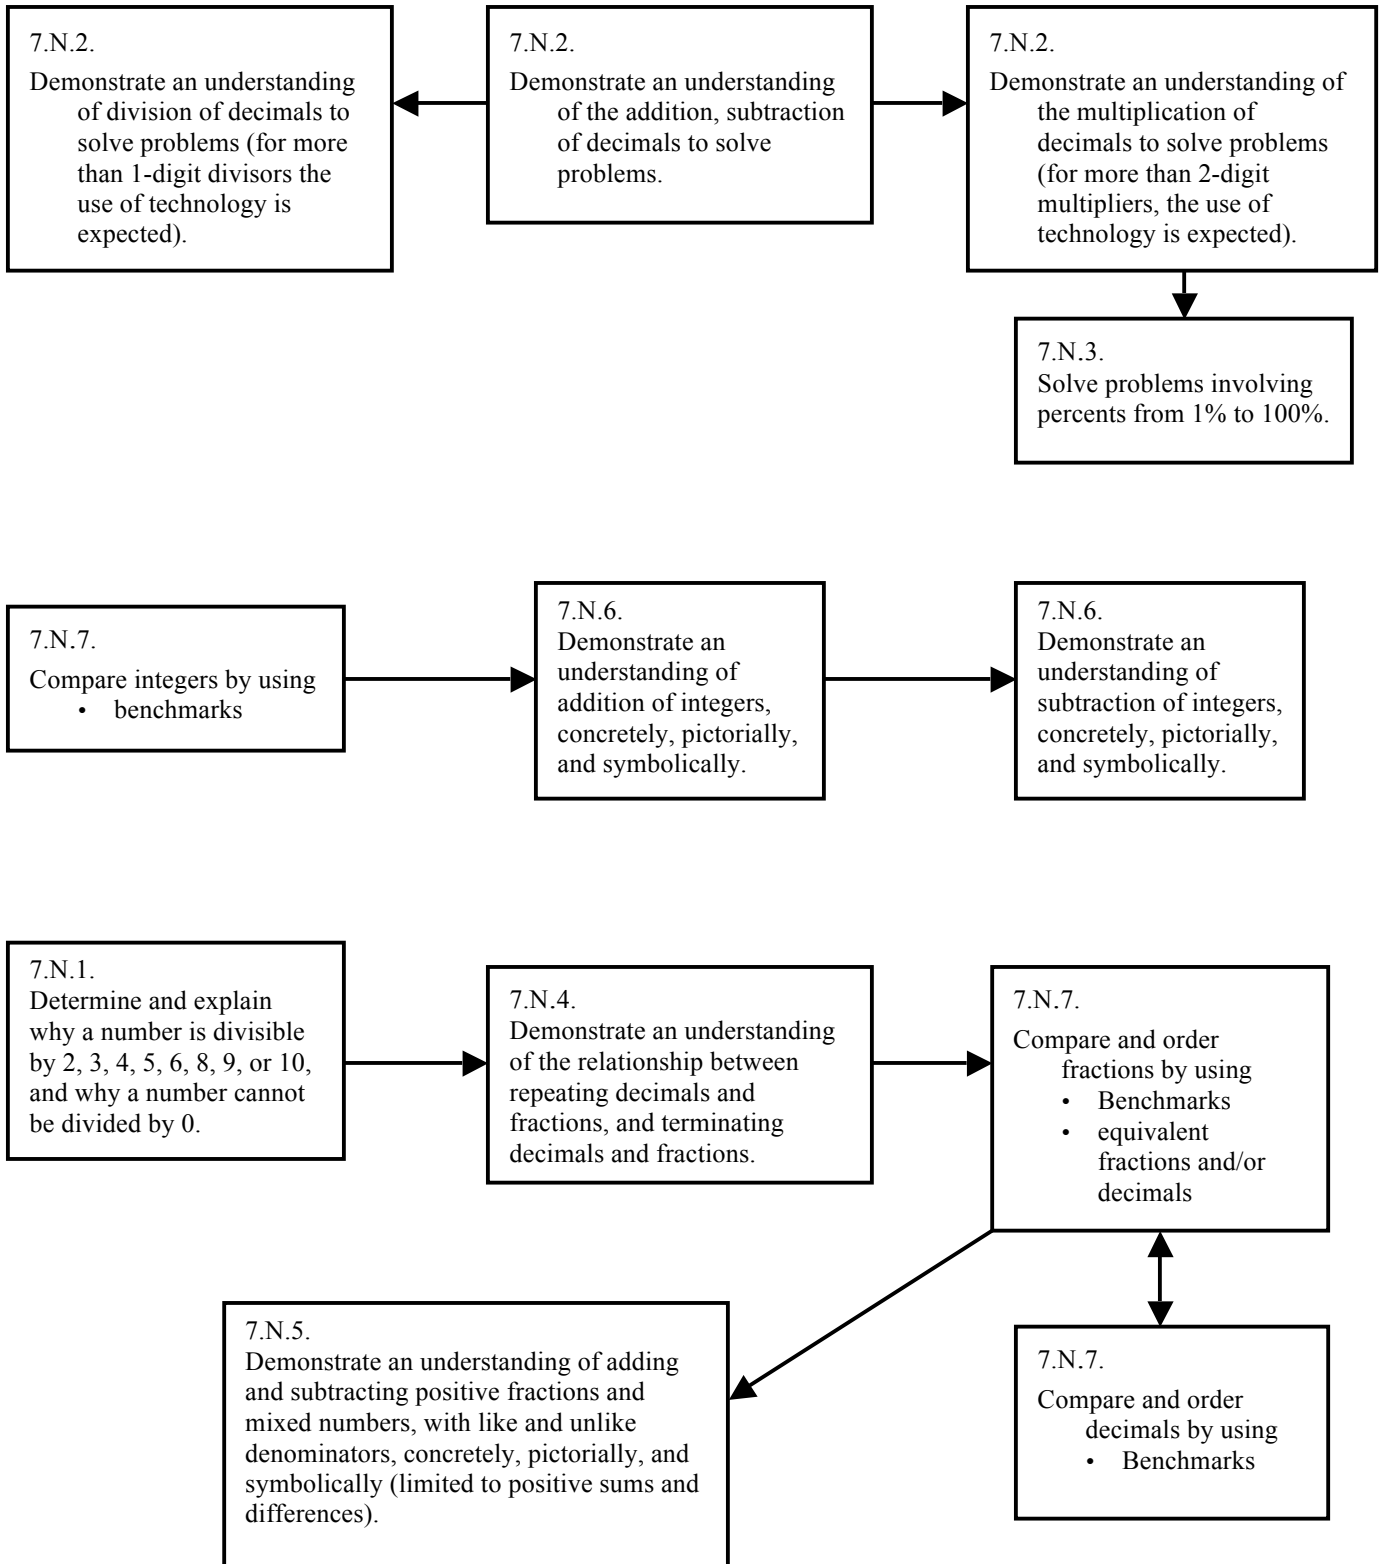 7.N.2.
Demonstrate an understanding
of division of decimals to
solve problems (for more
than 1-digit divisors the
use of technology is
expected).
7.N.2.
Demonstrate an understanding
of the addition, subtraction
of decimals to solve
problems.
7.N.2.
Demonstrate an understanding of
the multiplication of
decimals to solve problems
(for more than 2-digit
multipliers, the use of
technology is expected).
7.N.3.
Solve problems involving
percents from 1% to 100%.
7.N.7.
Compare integers by using
• benchmarks
7.N.6.
Demonstrate an
understanding of
addition of integers,
concretely, pictorially,
and symbolically.
7.N.6.
Demonstrate an
understanding of
subtraction of integers,
concretely, pictorially,
and symbolically.
7.N.1.
Determine and explain
why a number is divisible
by 2, 3, 4, 5, 6, 8, 9, or 10,
and why a number cannot
be divided by 0.
7.N.4.
Demonstrate an understanding
of the relationship between
repeating decimals and
fractions, and terminating
decimals and fractions.
7.N.7.
Compare and order
fractions by using
• Benchmarks
• equivalent
fractions and/or
decimals
7.N.5.
Demonstrate an understanding of adding
and subtracting positive fractions and
mixed numbers, with like and unlike
denominators, concretely, pictorially, and
symbolically (limited to positive sums and
differences).
7.N.7.
Compare and order
decimals by using
• Benchmarks